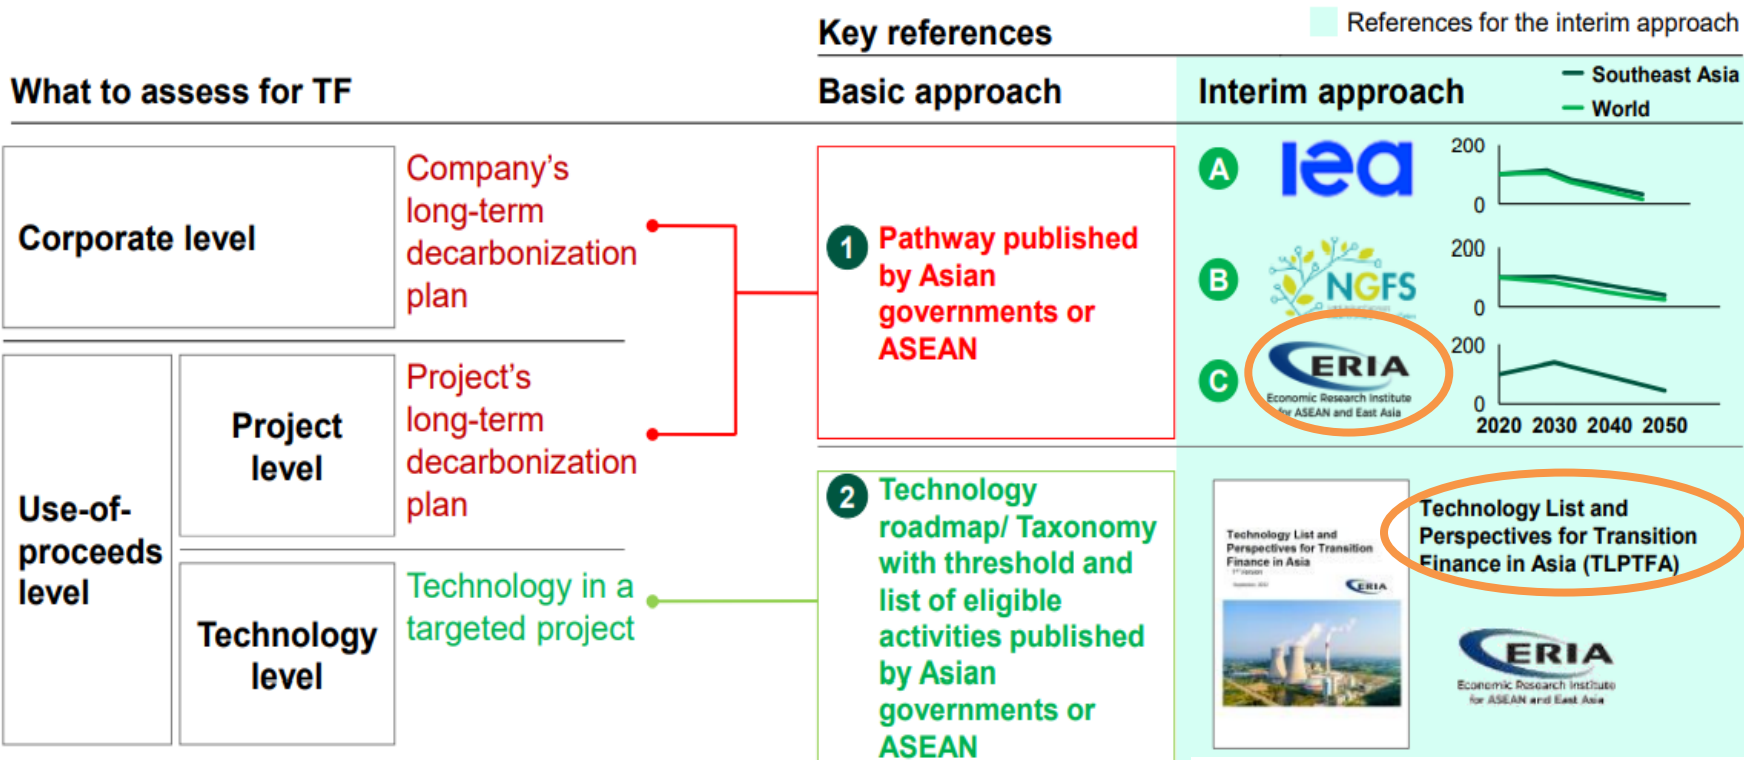 Key references
References for the interim approach
What to assess for TF
Basic approach
Interim approach
Southeast Asia
World
Corporate level
Company's
long-term
decarbonization
plan
Use-of-
proceeds
level
Project
level
Project's
long-term
decarbonization
plan
Technology
level
Technology in a
targeted project
1 Pathway published
by Asian
governments or
ASEAN
2 Technology
roadmap/ Taxonomy
with threshold and
list of eligible
activities published
by Asian
governments or
ASEAN
A iea
200
0
B NGFS
200
0
C ERIA
Economic Research Institute
for ASEAN and East Asia
200
0
2020 2030 2040 2050
Technology List and
Perspectives for Transition
Finance in Asia
ERIA
Technology List and
Perspectives for Transition
Finance in Asia (TLPTFA)
ERIA
Economic Research Institute
for ASEAN and East Asia